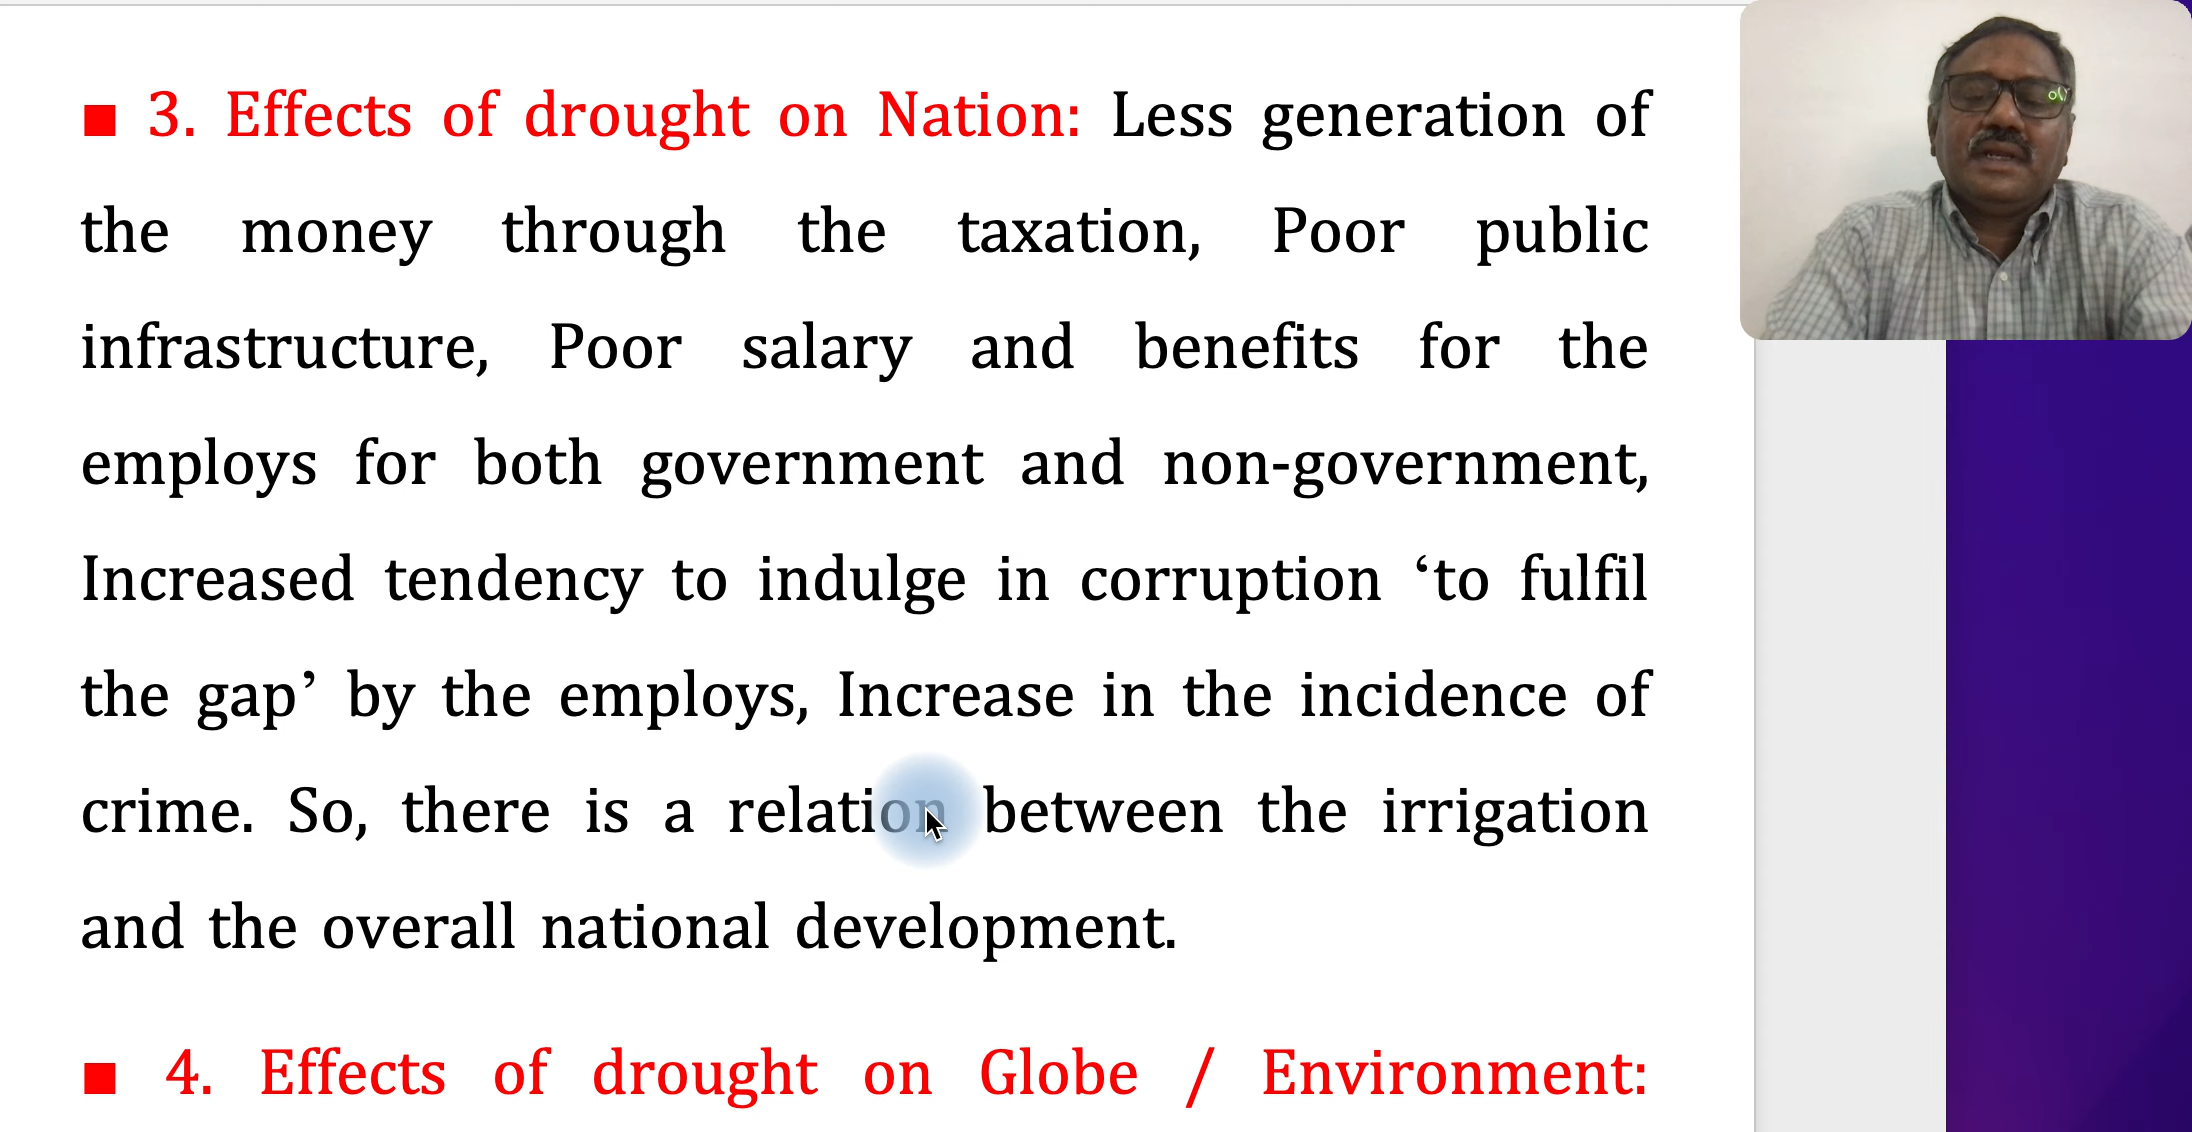 ■ 3. Effects of drought on Nation: Less generation of
the money through the taxation, Poor public
infrastructure, Poor salary and benefits for the
employs for both government and non-government,
Increased tendency to indulge in corruption ‘to fulfil
the gap’ by the employs, Increase in the incidence of
crime. So, there is a relation between the irrigation
and the overall national development.
■ 4. Effects of drought on Globe / Environment: